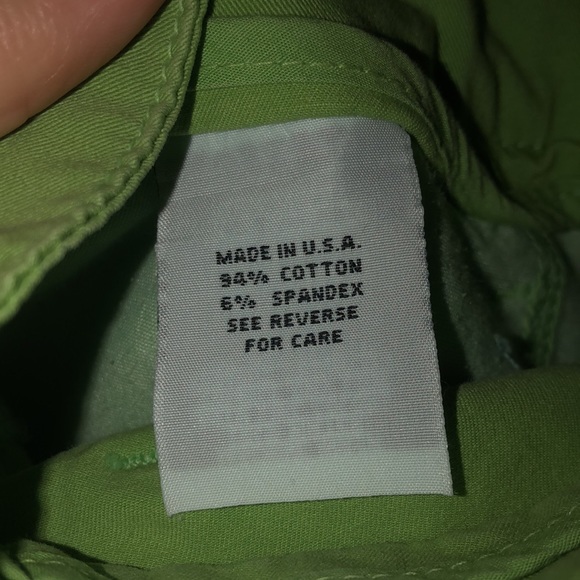 MADE IN U.S.A.
94% COTTON
6% SPANDEX
SEE REVERSE
FOR CARE